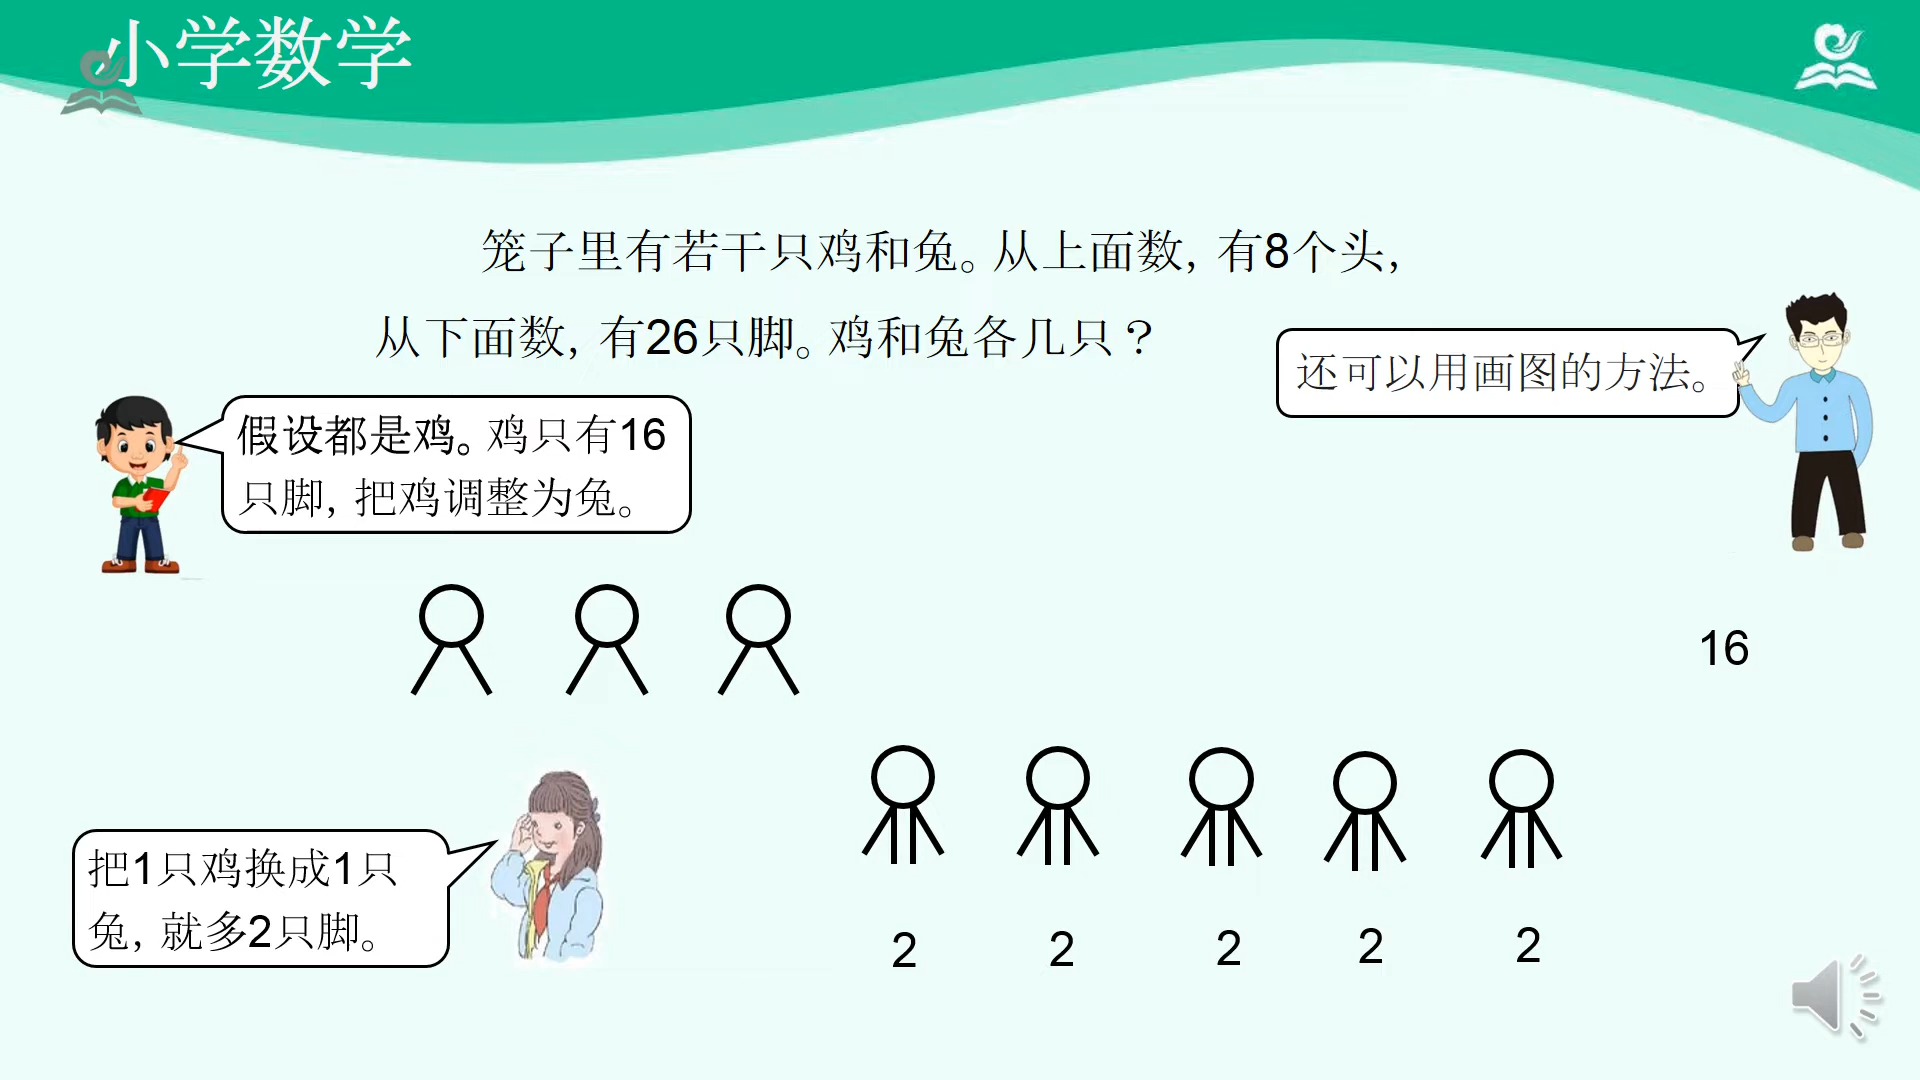 小学数学
笼子里有若干只鸡和兔。从上面数，有8个头，
从下面数，有26只脚。鸡和兔各几只？
还可以用画图的方法。
假设都是鸡。鸡只有16
只脚，把鸡调整为兔。
16
把1只鸡换成1只
兔，就多2只脚。
2 2 2 2 2